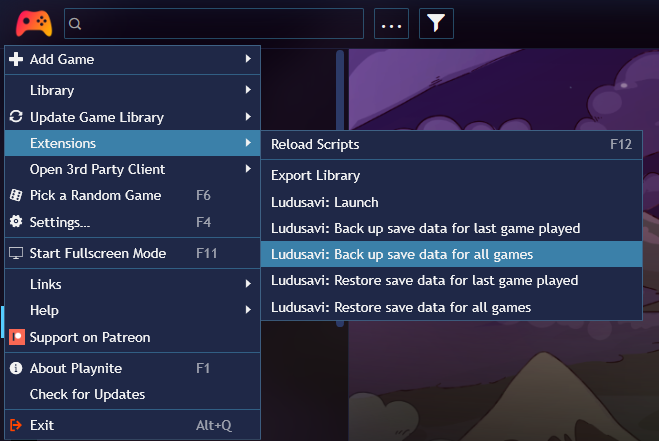 ...
Add Game
Library
Update Game Library
Extensions
Open 3rd Party Client
Pick a Random Game F6
Settings... F4
Start Fullscreen Mode F11
Links
Help
Support on Patreon
About Playnite F1
Check for Updates
Exit Alt+Q
Reload Scripts F12
Export Library
Ludusavi: Launch
Ludusavi: Back up save data for last game played
Ludusavi: Back up save data for all games
Ludusavi: Restore save data for last game played
Ludusavi: Restore save data for all games